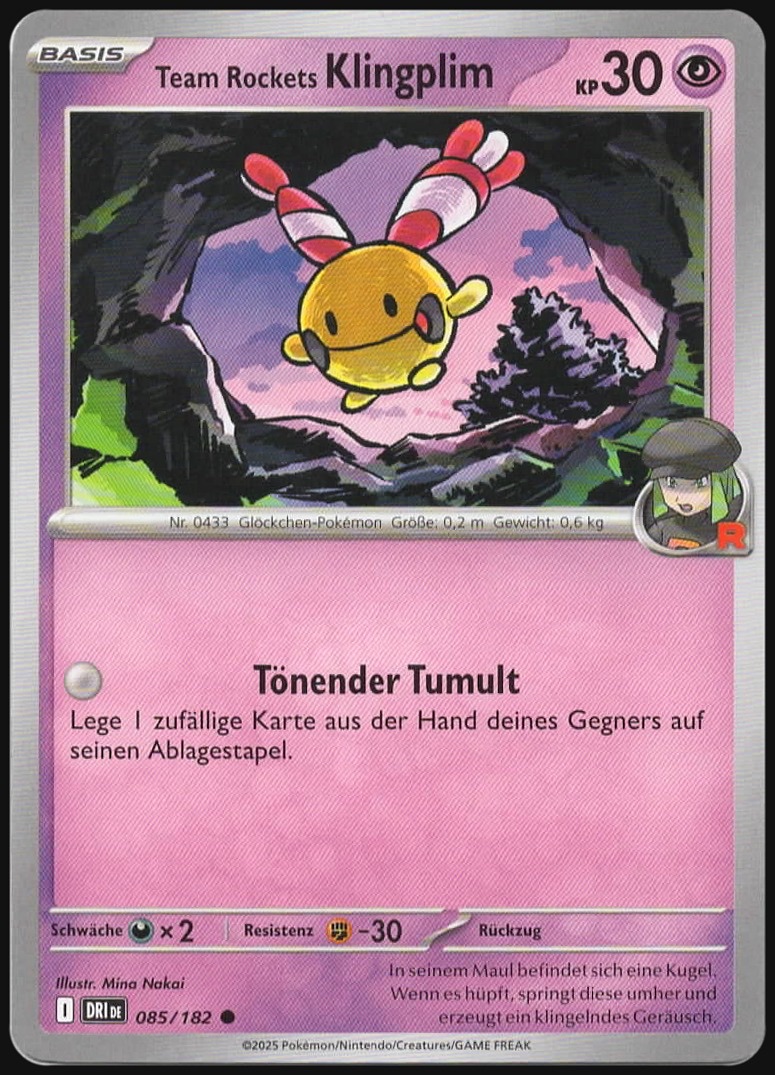 BASIS
Team Rockets Klingplim KP 30
R
Nr. 0433 Glöckchen-Pokémon Größe: 0,2 m Gewicht: 0,6 kg
Tönender Tumult
Lege 1 zufällige Karte aus der Hand deines Gegners auf
seinen Ablagestapel.
Schwäche ×2 Resistenz -30 Rückzug
Illustr. Mina Nakai
In seinem Maul befindet sich eine Kugel.
Wenn es hüpft, springt diese umher und
erzeugt ein klingelndes Geräusch.
I DRI DE 085/182
©2025 Pokémon/Nintendo/Creatures/GAME FREAK